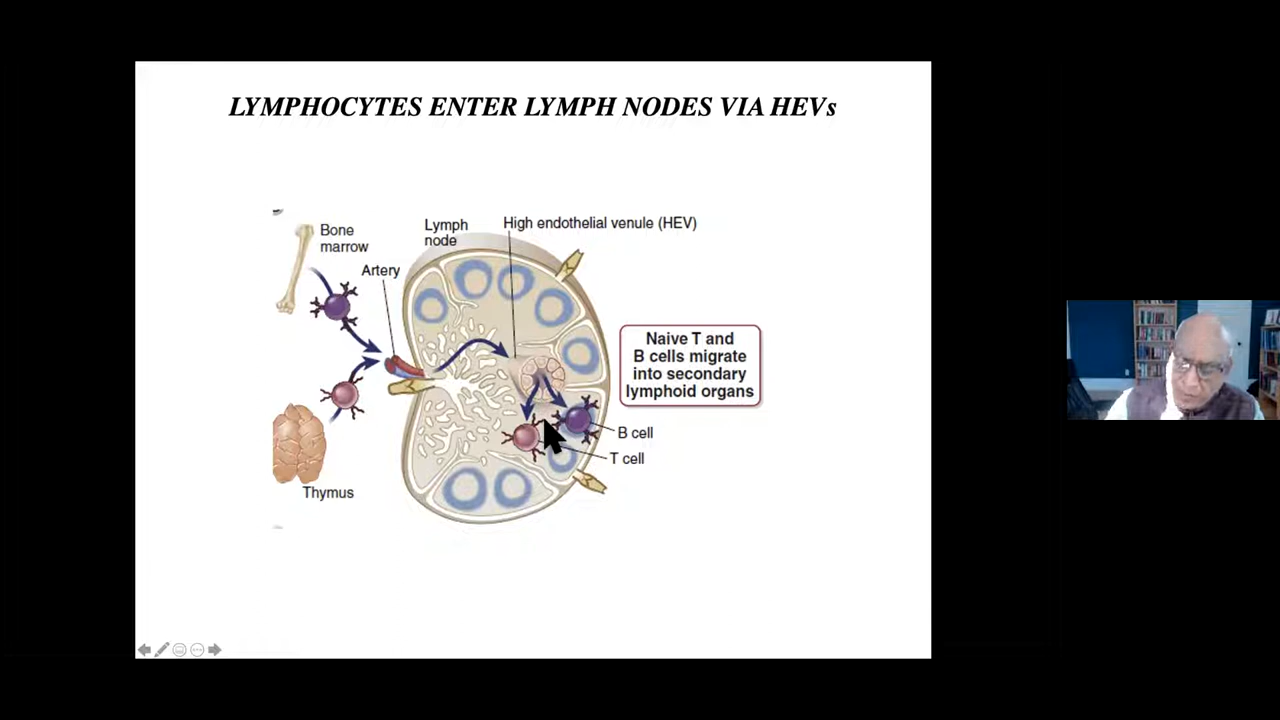 LYMPHOCYTES ENTER LYMPH NODES VIA HEVs
Bone
marrow
Artery
Lymph
node
High endothelial venule (HEV)
Naive T and
B cells migrate
into secondary
lymphoid organs
B cell
T cell
Thymus